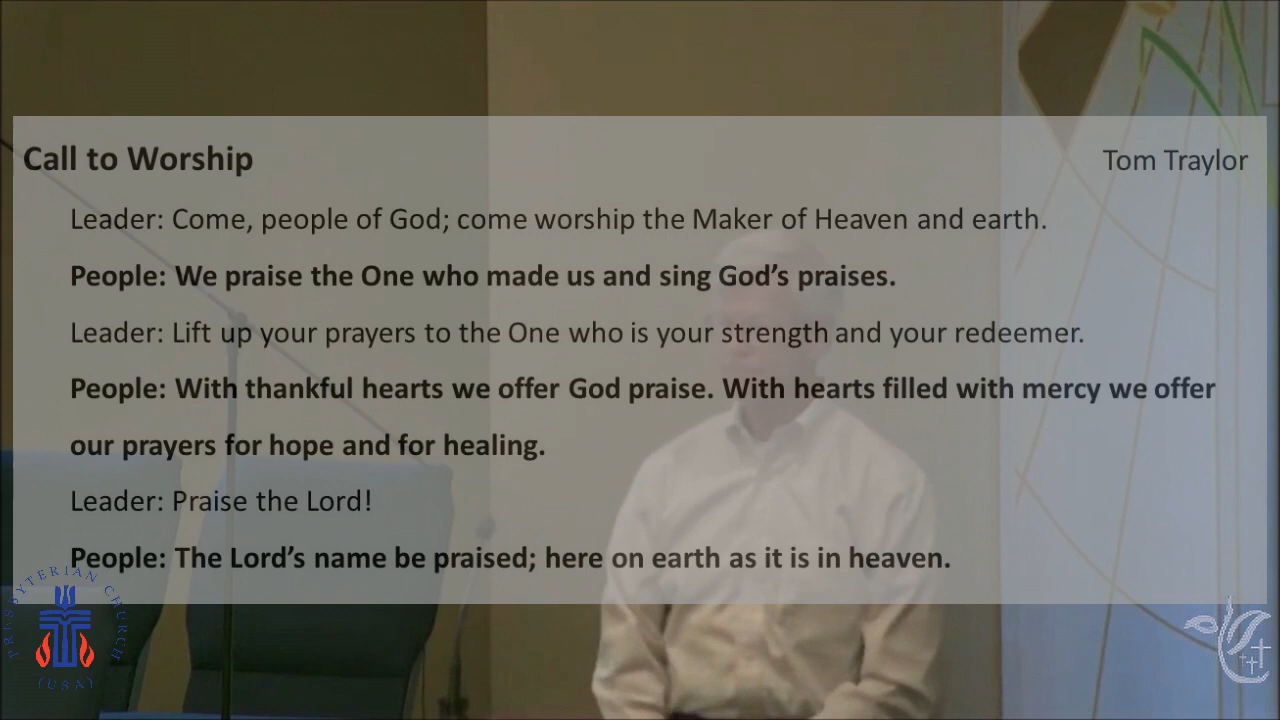 Call to Worship Tom Traylor
Leader: Come, people of God; come worship the Maker of Heaven and earth.
People: We praise the One who made us and sing God’s praises.
Leader: Lift up your prayers to the One who is your strength and your redeemer.
People: With thankful hearts we offer God praise. With hearts filled with mercy we offer
our prayers for hope and for healing.
Leader: Praise the Lord!
People: The Lord’s name be praised; here on earth as it is in heaven.
PRESBYTERIAN CHURCH
(USA)